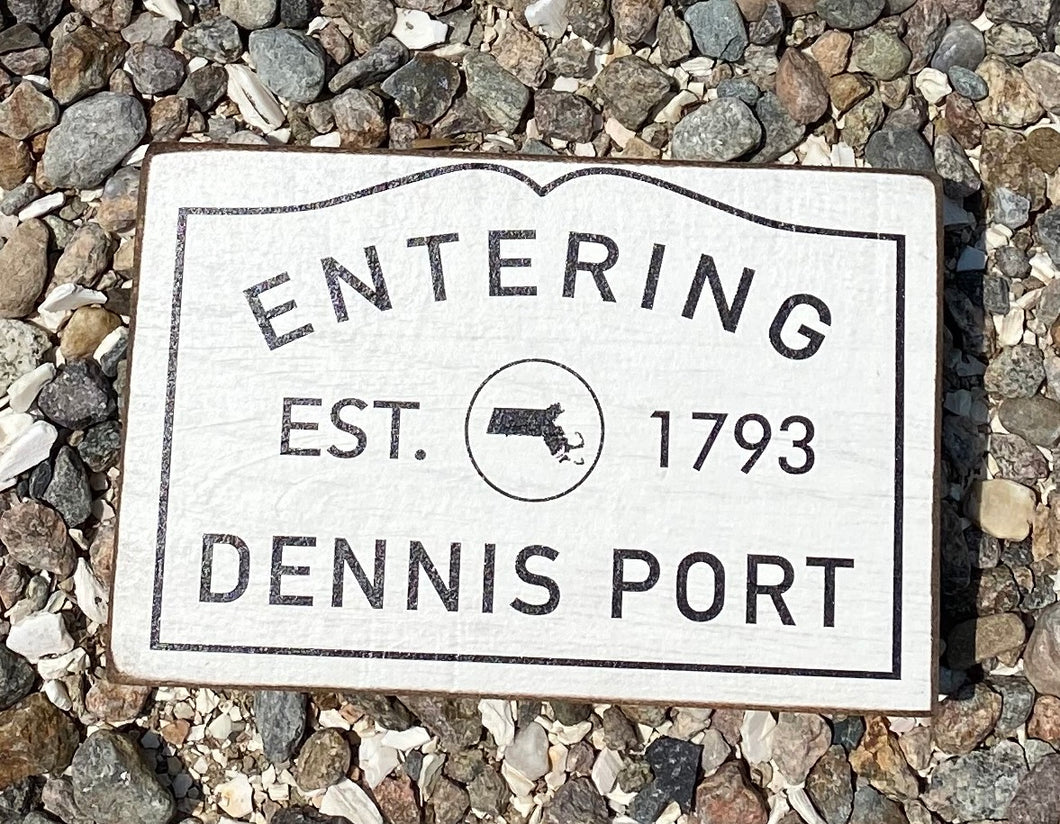 ENTERING
EST. 1793
DENNIS PORT